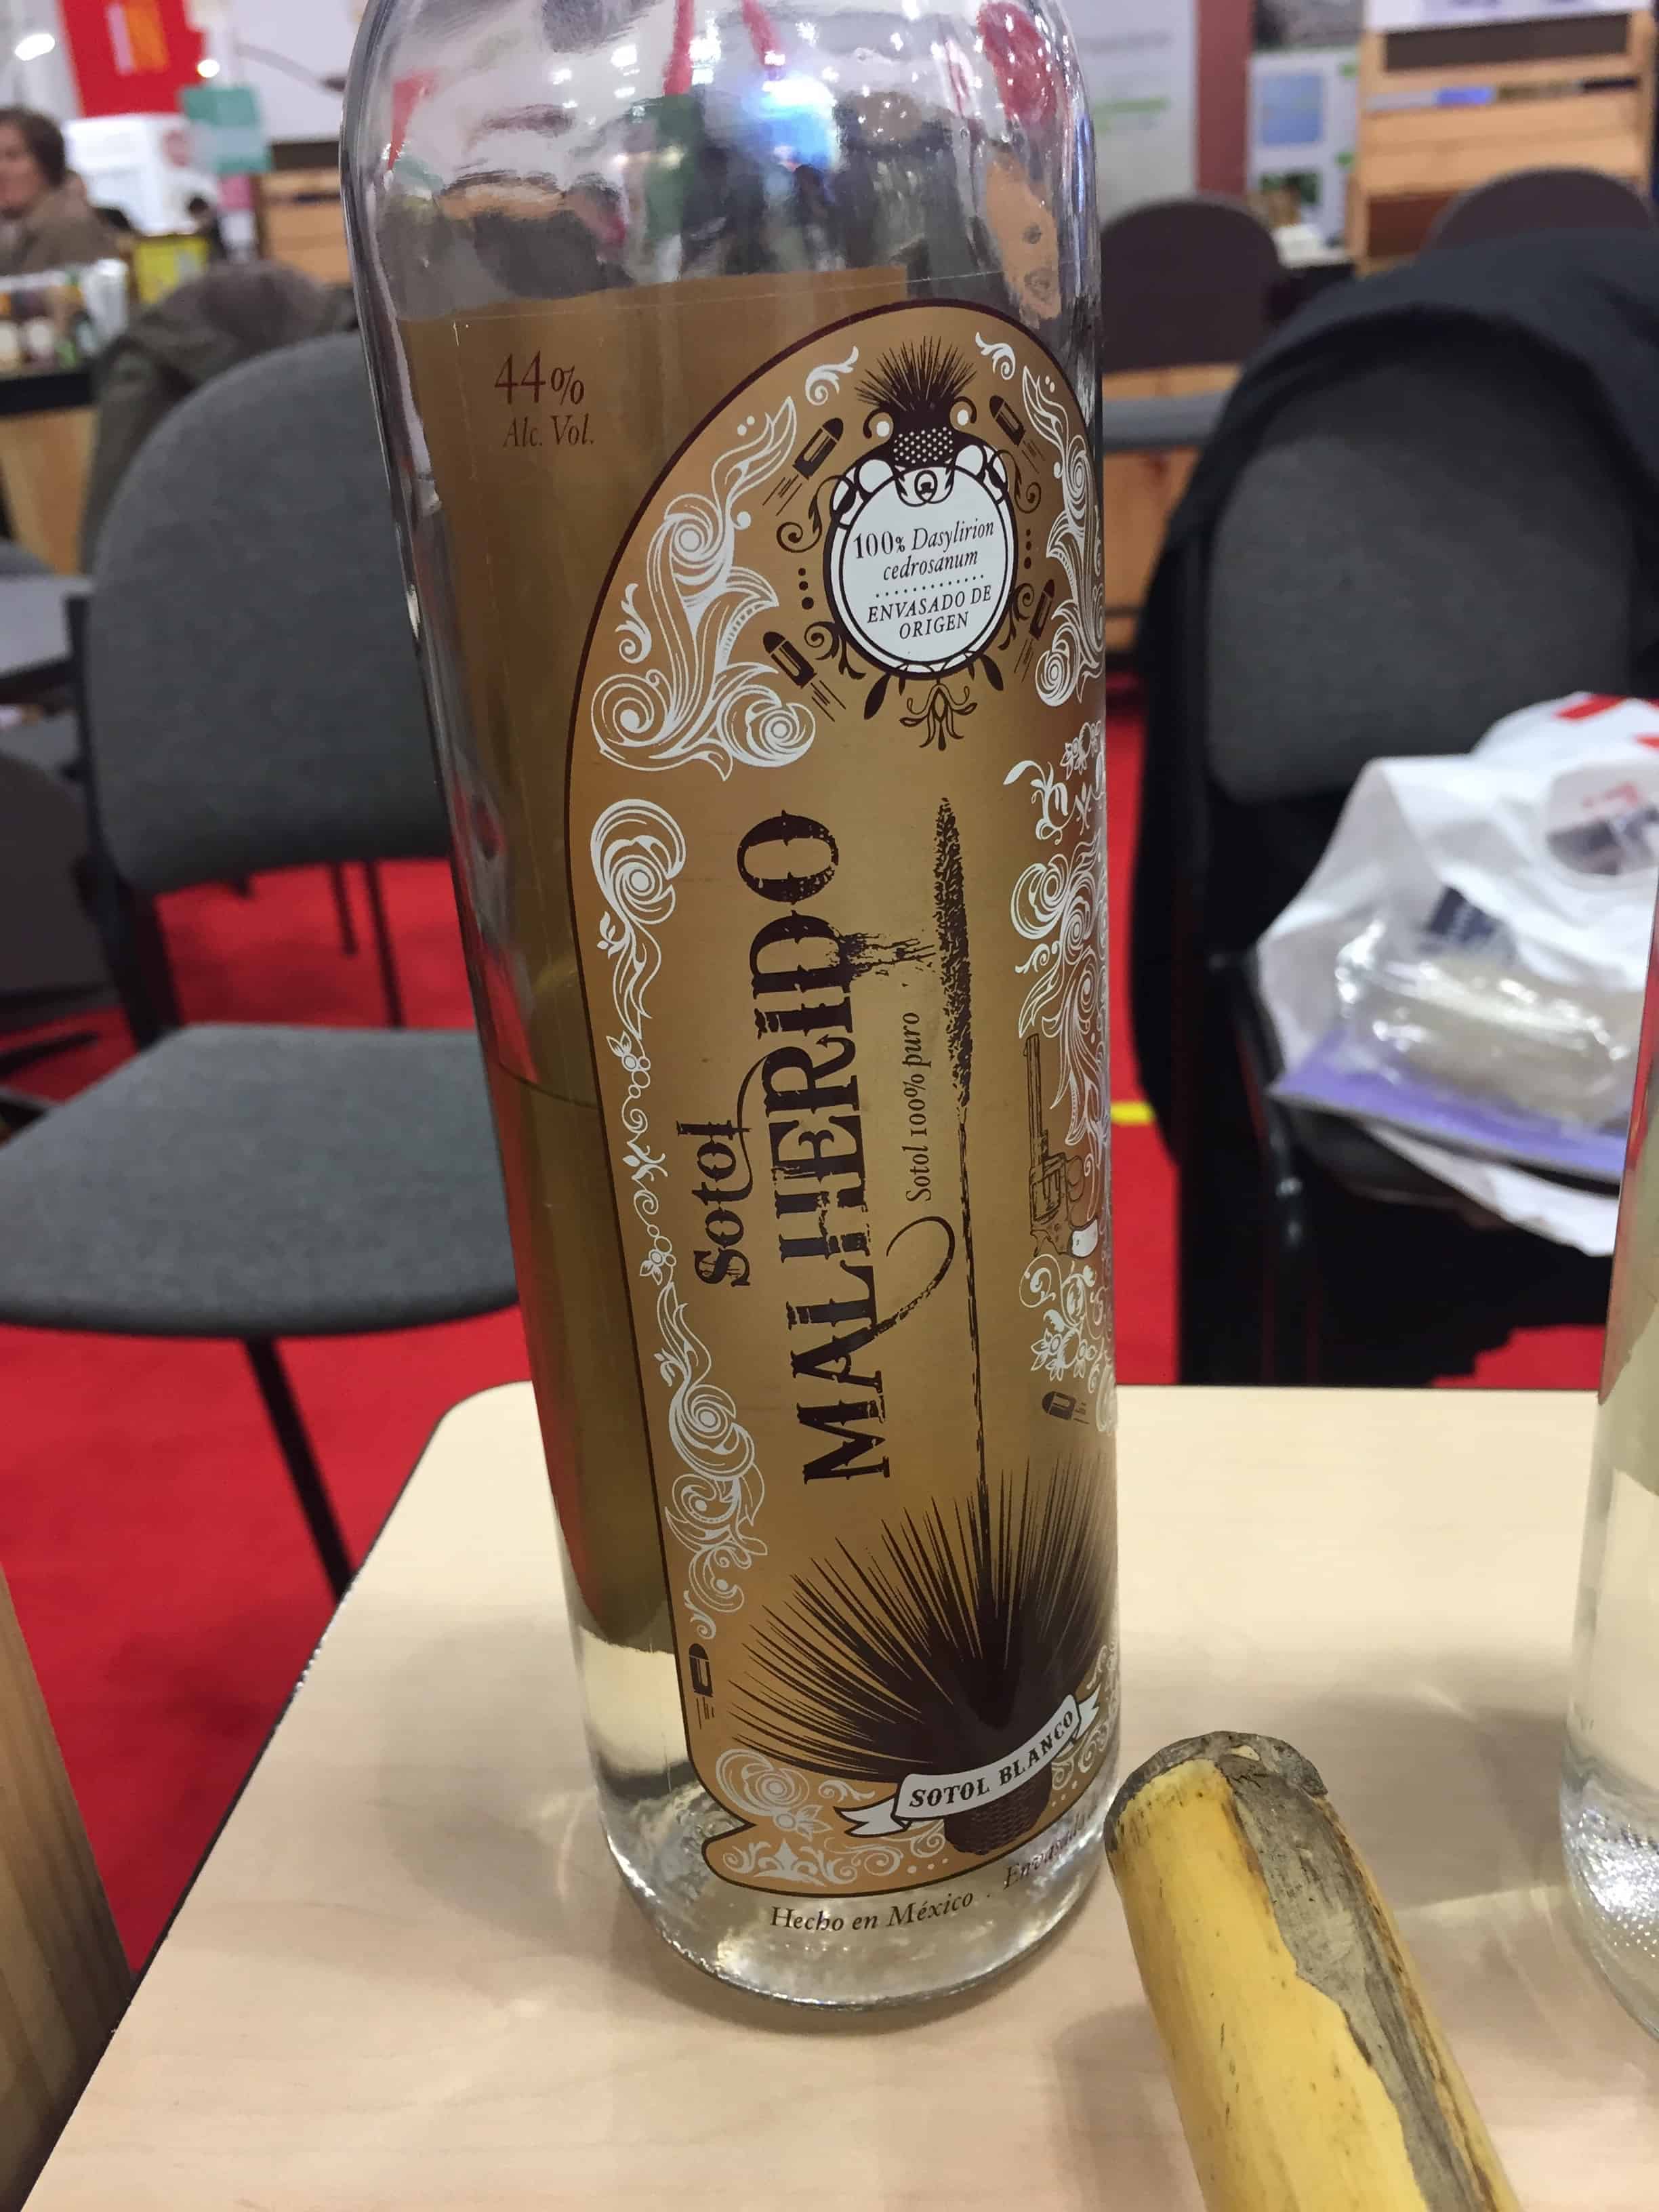 44%
Alc. Vol.
100% Dasylirion
cedrosanum
ENVASADO DE
ORIGEN
Sotol
MALHERIDO
Sotol 100% puro
SOTOL BLANCO
Hecho en México .